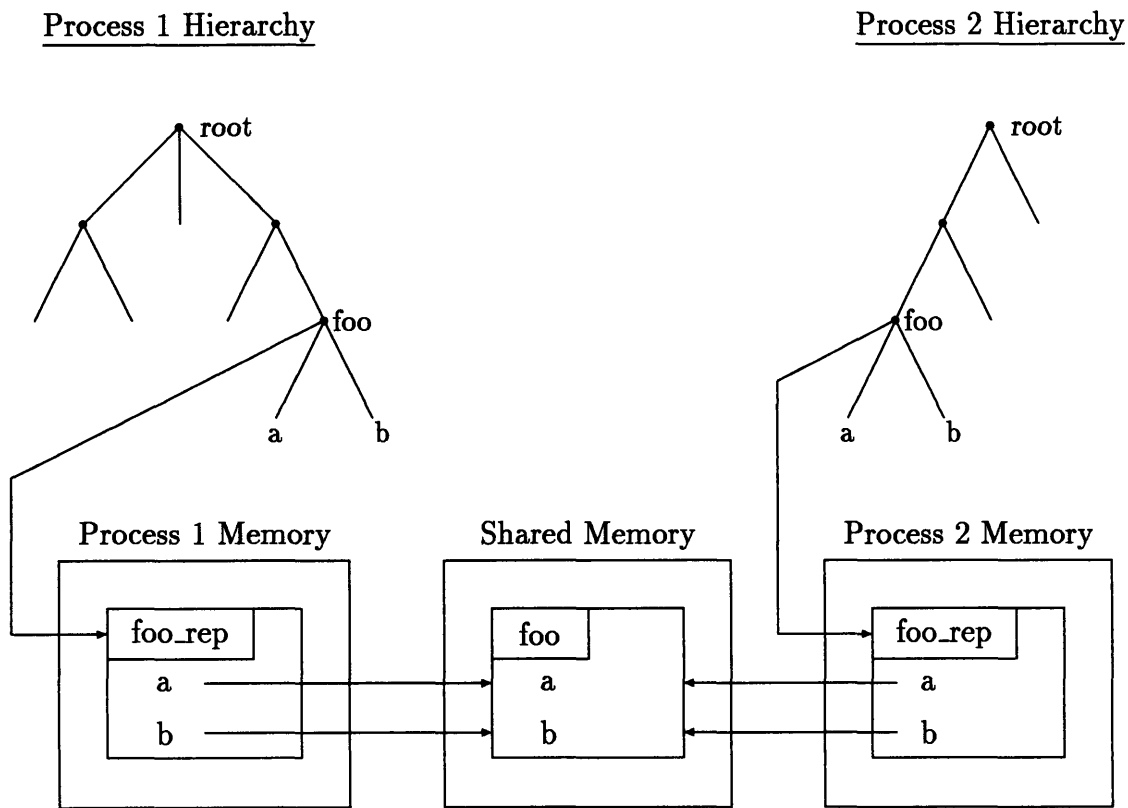 Process 1 Hierarchy
Process 2 Hierarchy
root
root
foo
foo
a
b
a
b
Process 1 Memory
Shared Memory
Process 2 Memory
foo_rep
foo
foo_rep
a
a
a
b
b
b